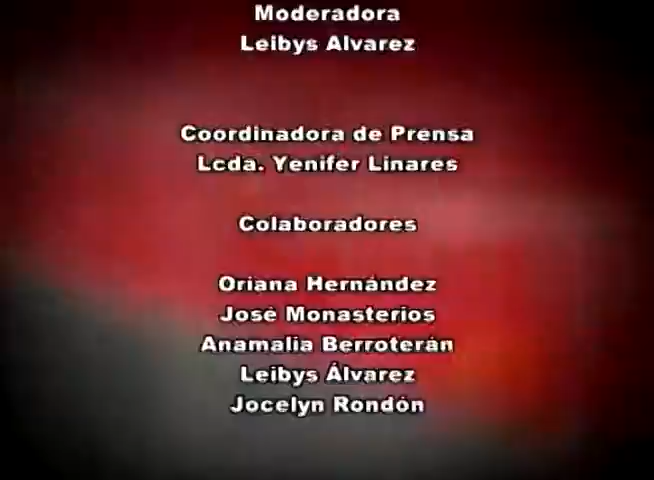 Moderadora
Leibys Alvarez
Coordinadora de Prensa
Lcda. Yenifer Linares
Colaboradores
Oriana Hernández
José Monasterios
Anamalia Berroterán
Leibys Álvarez
Jocelyn Rondón